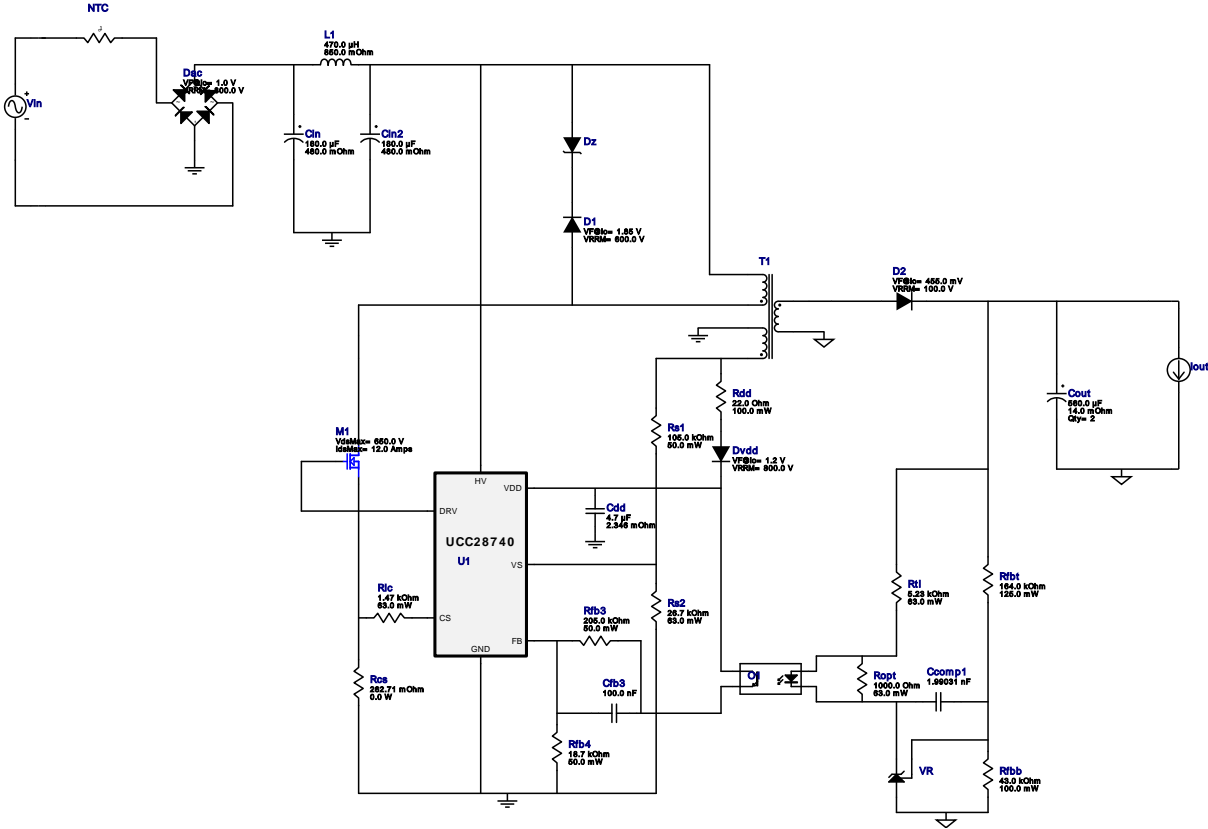 NTC
L1
470.0 µH
850.0 mOhm
Dac
VF@Io= 1.0 V
VRRM= 800.0 V
Vin
Cin
180.0 µF
480.0 mOhm
Cin2
180.0 µF
480.0 mOhm
Dz
D1
VF@Io= 1.85 V
VRRM= 600.0 V
T1
D2
VF@Io= 455.0 mV
VRRM= 100.0 V
Iout
Cout
560.0 µF
14.0 mOhm
Qty= 2
Rdd
22.0 Ohm
100.0 mW
Rs1
105.0 kOhm
50.0 mW
M1
VdsMax= 650.0 V
IdsMax= 12.0 Amps
Dvdd
VF@Io= 1.2 V
VRRM= 800.0 V
HV
VDD
DRV
Cdd
4.7 µF
2.346 mOhm
UCC28740
U1
VS
Ric
1.47 kOhm
63.0 mW
CS
FB
GND
Rfb3
205.0 kOhm
50.0 mW
Rs2
26.7 kOhm
63.0 mW
Rtl
5.23 kOhm
63.0 mW
Rfbt
164.0 kOhm
125.0 mW
Rcs
262.71 mOhm
0.0 W
Cfb3
100.0 nF
Ropt
1000.0 Ohm
63.0 mW
Ccomp1
1.99031 nF
Rfb4
18.7 kOhm
50.0 mW
VR
Rfbb
43.0 kOhm
100.0 mW